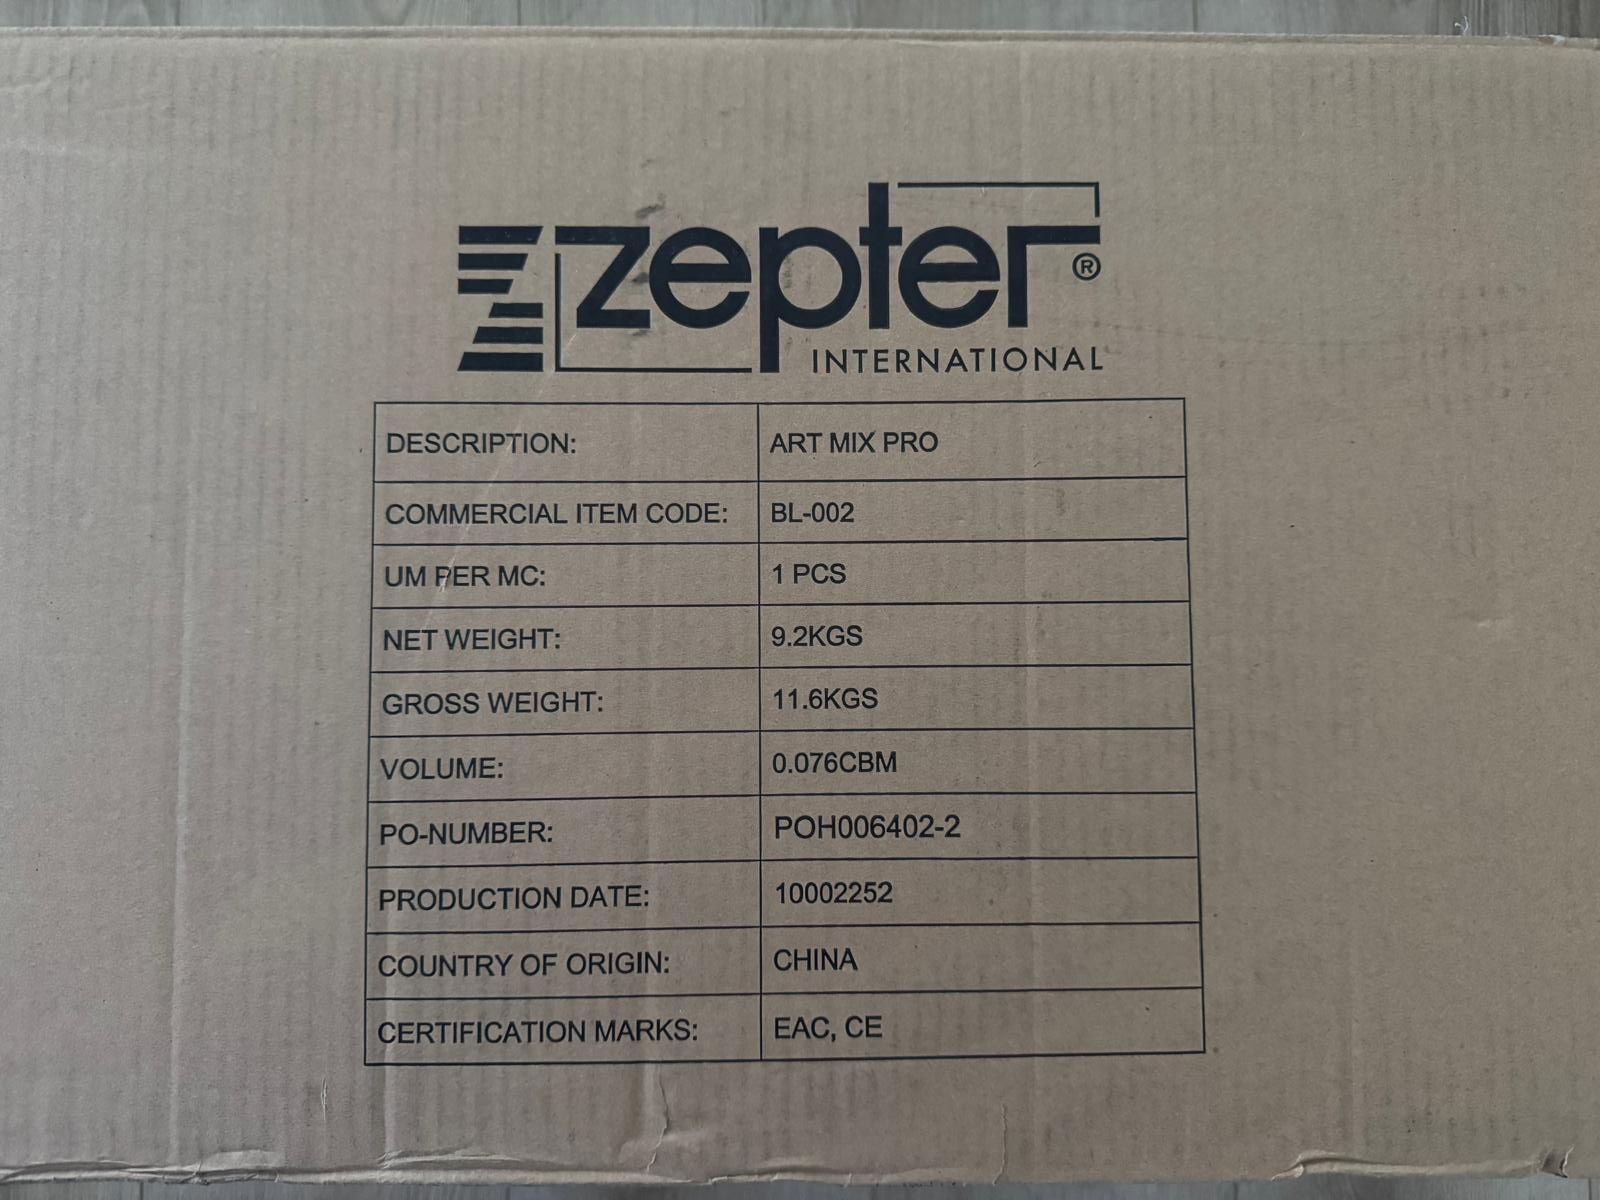 zepter®
INTERNATIONAL
DESCRIPTION: ART MIX PRO
COMMERCIAL ITEM CODE: BL-002
UM PER MC: 1 PCS
NET WEIGHT: 9.2KGS
GROSS WEIGHT: 11.6KGS
VOLUME: 0.076CBM
PO-NUMBER: POH006402-2
PRODUCTION DATE: 10002252
COUNTRY OF ORIGIN: CHINA
CERTIFICATION MARKS: EAC, CE